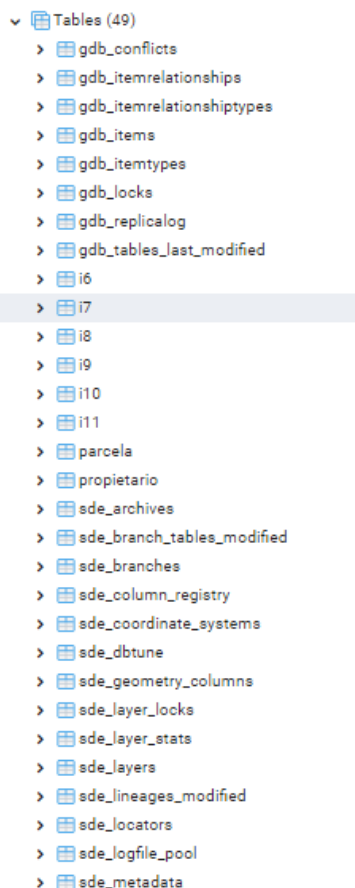 Tables (49)
gdb_conflicts
gdb_itemrelationships
gdb_itemrelationshiptypes
gdb_items
gdb_itemtypes
gdb_locks
gdb_replicalog
gdb_tables_last_modified
i6
i7
i8
i9
i10
i11
parcela
propietario
sde_archives
sde_branch_tables_modified
sde_branches
sde_column_registry
sde_coordinate_systems
sde_dbtune
sde_geometry_columns
sde_layer_locks
sde_layer_stats
sde_layers
sde_lineages_modified
sde_locators
sde_logfile_pool
sde_metadata